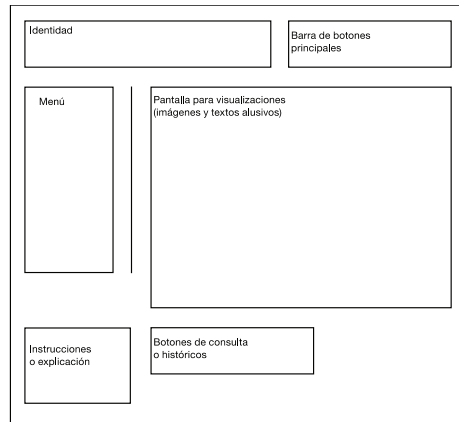 Identidad
Barra de botones
principales
Menú
Pantalla para visualizaciones
(imágenes y textos alusivos)
Instrucciones
o explicación
Botones de consulta
o históricos